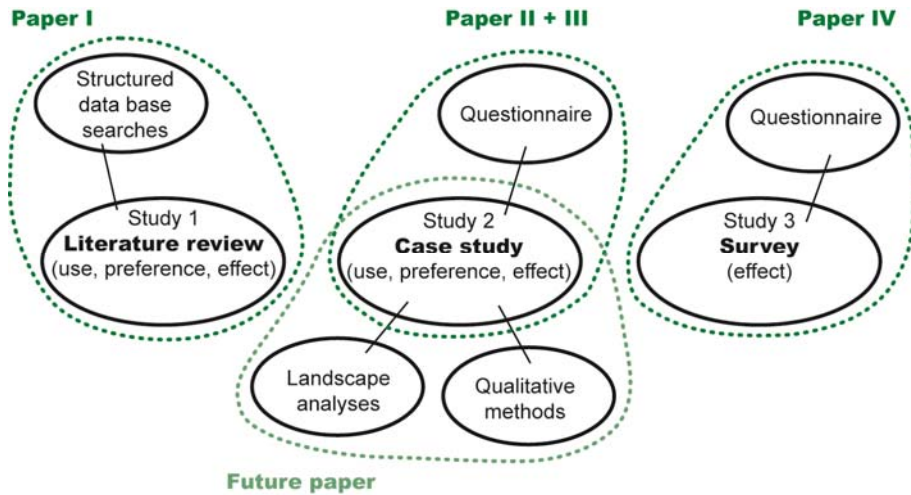 Paper I
Paper II + III
Paper IV
Structured
data base
searches
Questionnaire
Questionnaire
Study 1
Literature review
(use, preference, effect)
Study 2
Case study
(use, preference, effect)
Study 3
Survey
(effect)
Landscape
analyses
Qualitative
methods
Future paper